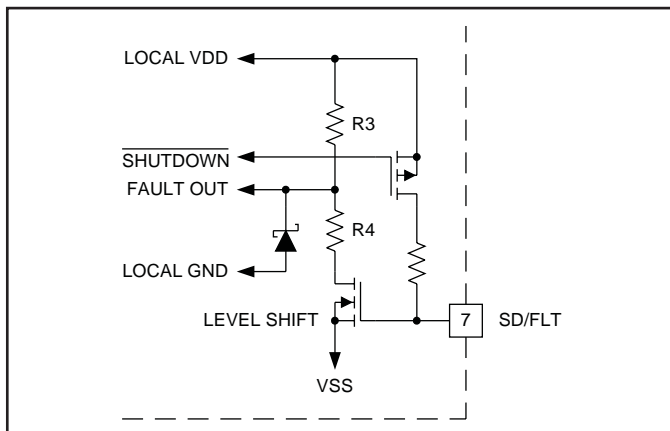 LOCAL VDD
R3
SHUTDOWN
FAULT OUT
R4
LOCAL GND
LEVEL SHIFT
7 SD/FLT
VSS